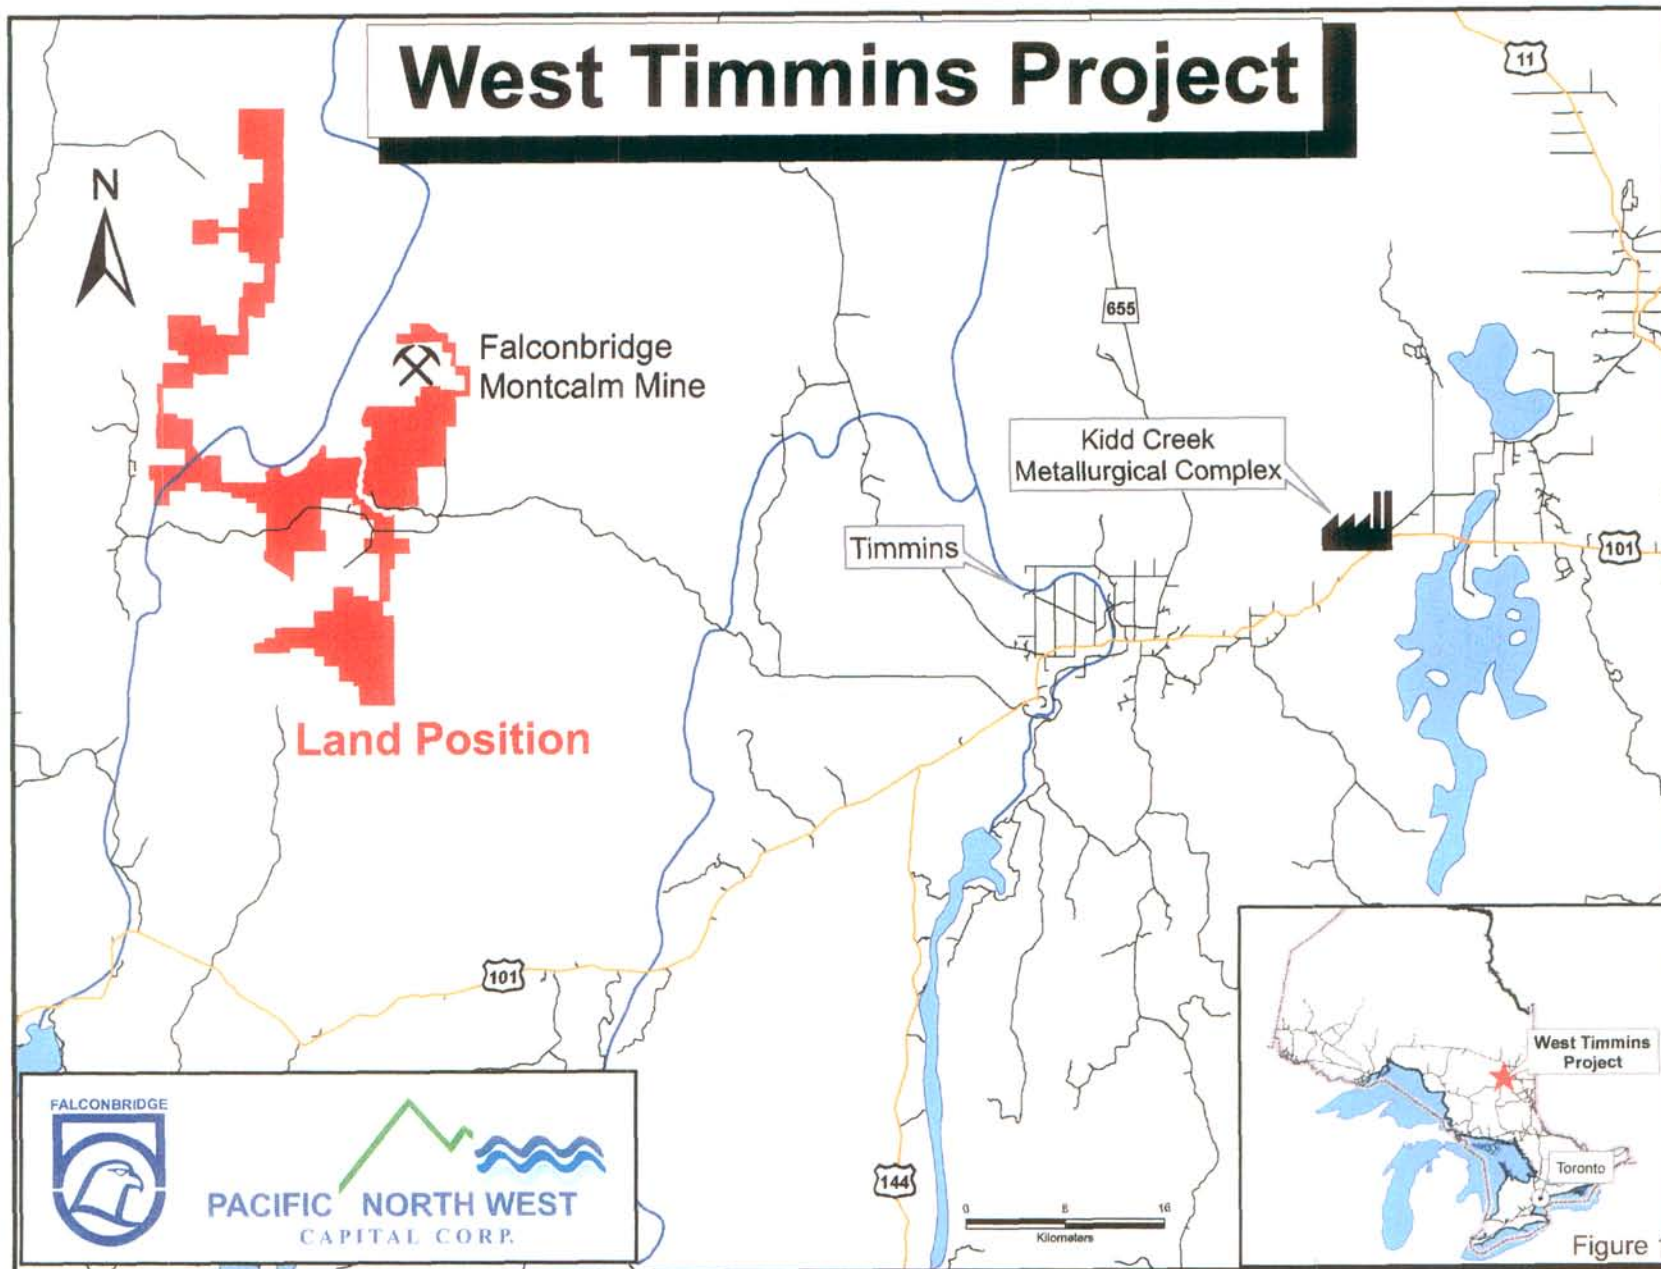 West Timmins Project
11
N
655
Falconbridge
Montcalm Mine
Kidd Creek
Metallurgical Complex
Timmins
101
Land Position
101
West Timmins
Project
FALCONBRIDGE
Toronto
144
PACIFIC NORTH WEST
CAPITAL CORP.
0 8 16
Kilometers
Figure